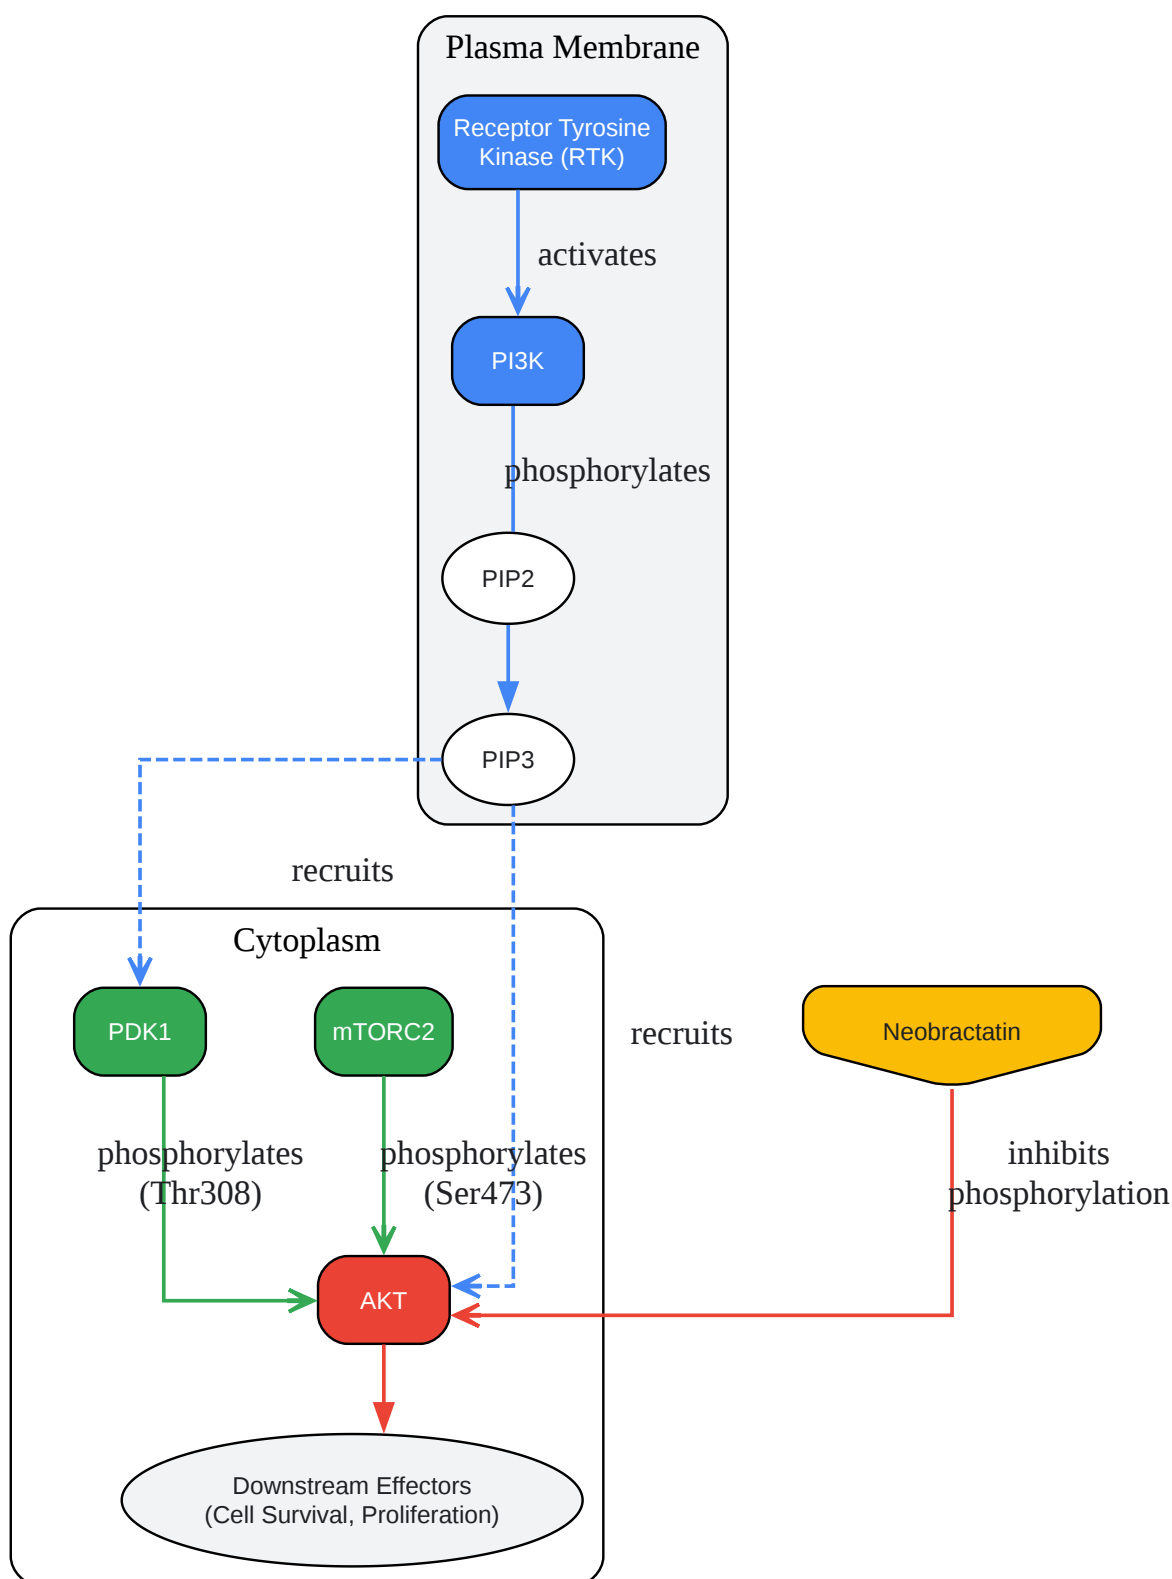 Plasma Membrane
Receptor Tyrosine
Kinase (RTK)
activates
PI3K
phosphorylates
PIP2
PIP3
recruits
Cytoplasm
PDK1
mTORC2
recruits
Neobractatin
phosphorylates
(Thr308)
phosphorylates
(Ser473)
inhibits
phosphorylation
AKT
Downstream Effectors
(Cell Survival, Proliferation)